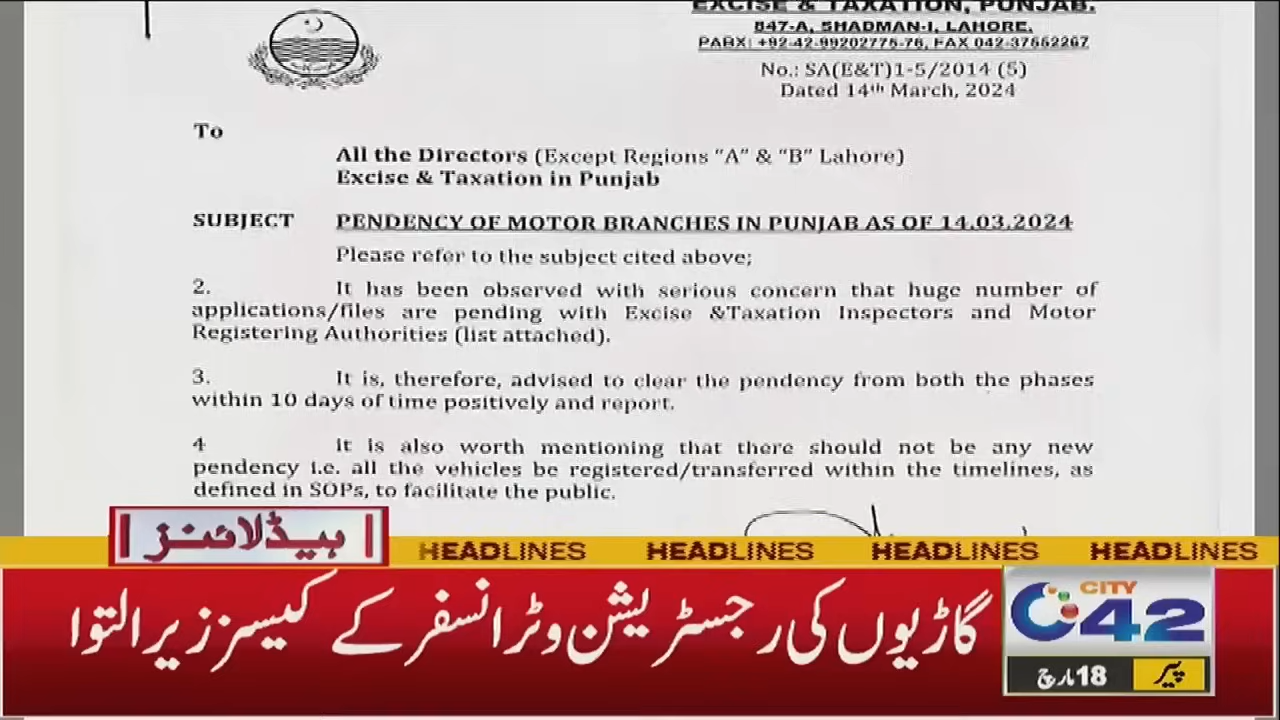 EXCISE & TAXATION, PUNJAB.
847-A, SHADMAN-I, LAHORE.
PABX: +92-42-99202775-76, FAX 042-37552267
No.: SA(E&T)1-5/2014 (5)
Dated 14th March, 2024
To
All the Directors (Except Regions "A" & "B" Lahore)
Excise & Taxation in Punjab
SUBJECT PENDENCY OF MOTOR BRANCHES IN PUNJAB AS OF 14.03.2024
Please refer to the subject cited above;
2. It has been observed with serious concern that huge number of
applications/files are pending with Excise &Taxation Inspectors and Motor
Registering Authorities (list attached).
3. It is, therefore, advised to clear the pendency from both the phases
within 10 days of time positively and report.
4 it is also worth mentioning that there should not be any new
pendency i.e. all the vehicles be registered/transferred within the timelines, as
defined in SOPs, to facilitate the public.
ہیڈلائنز
HEADLINES HEADLINES HEADLINES HEADLINES
گاڑیوں کی رجسٹریشن و ٹرانسفر کے کیسز زیر التوا
CITY
42
18 مارچ پیر